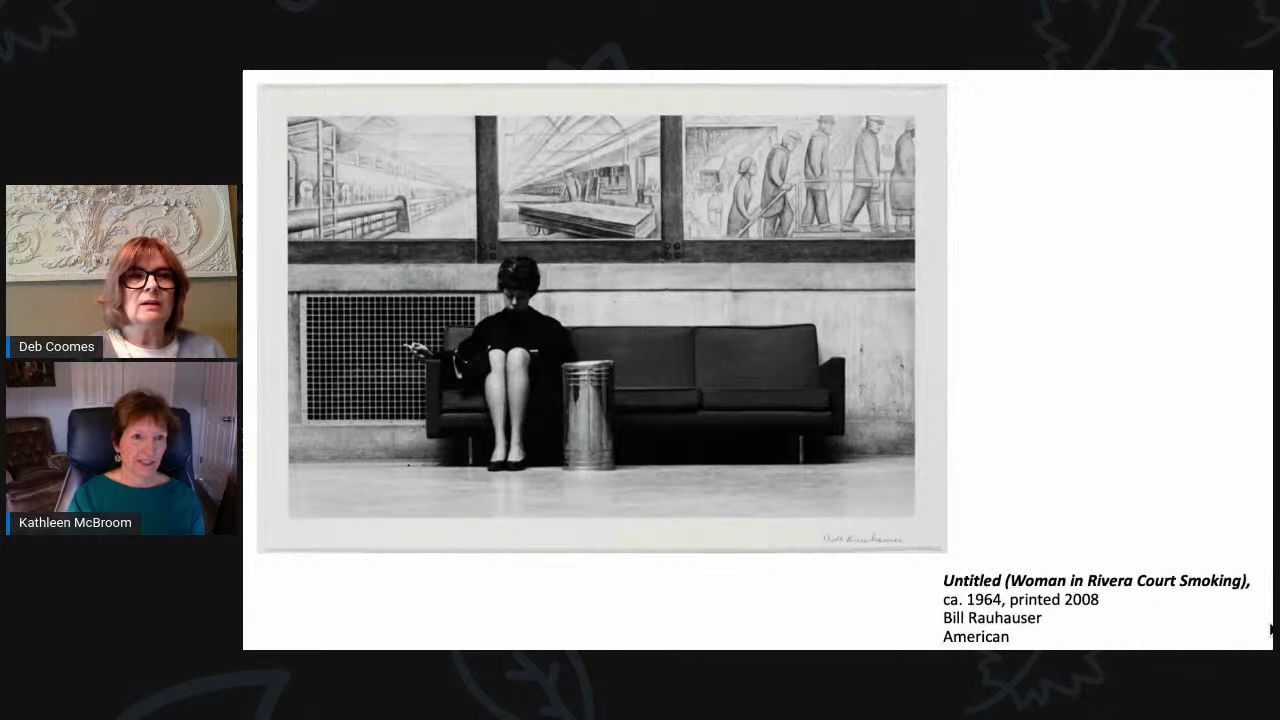 Deb Coomes
Kathleen McBroom
Untitled (Woman in Rivera Court Smoking),
ca. 1964, printed 2008
Bill Rauhauser
American